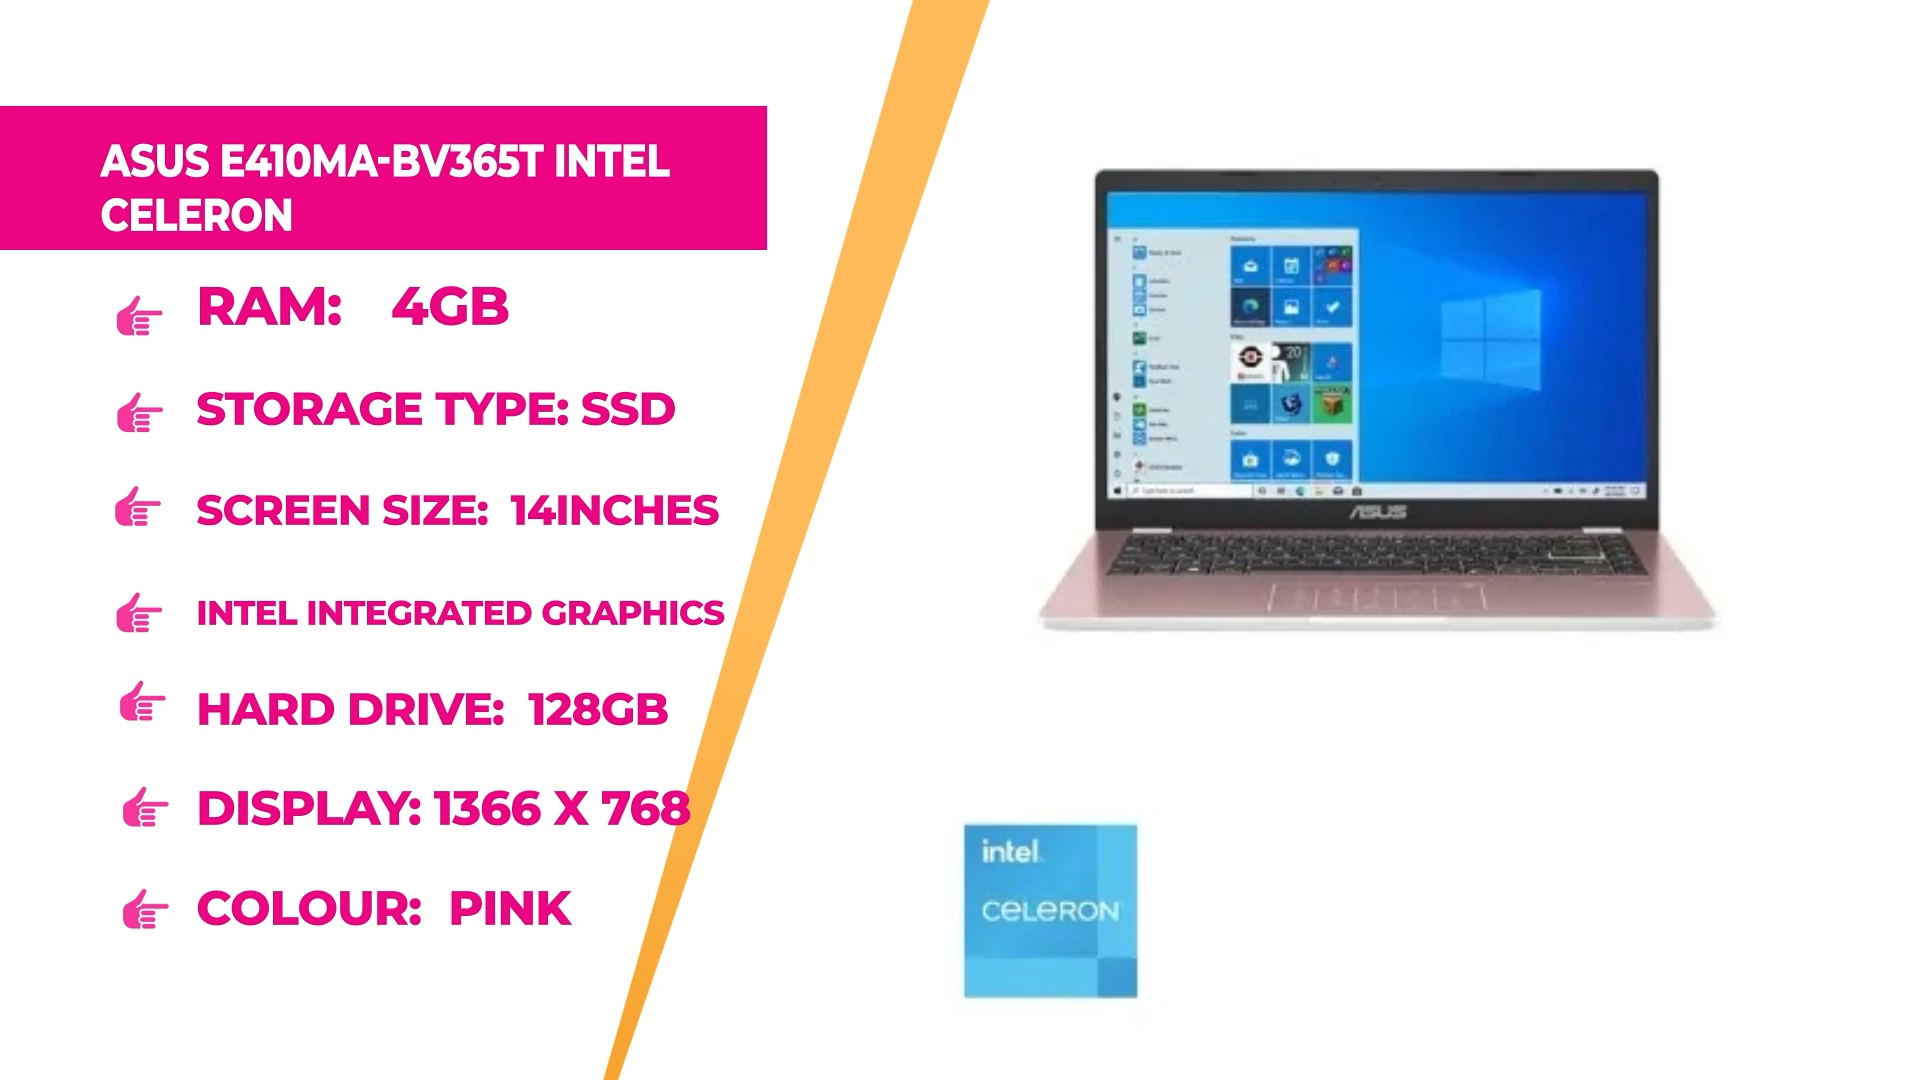 ASUS E410MA-BV365T INTEL
CELERON
RAM: 4GB
STORAGE TYPE: SSD
SCREEN SIZE: 14INCHES
INTEL INTEGRATED GRAPHICS
HARD DRIVE: 128GB
DISPLAY: 1366 X 768
COLOUR: PINK
ASUS
intel
CELERON